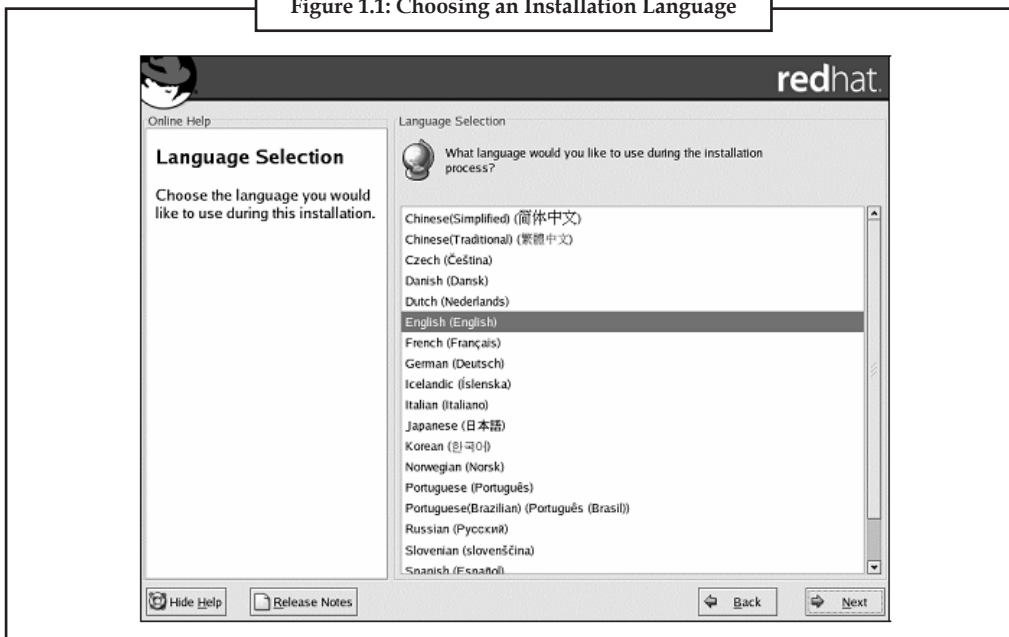 Figure 1.1: Choosing an Installation Language
redhat.
Online Help
Language Selection
Choose the language you would
like to use during this installation.
Language Selection
What language would you like to use during the installation
process?
Chinese(Simplified) (简体中文)
Chinese(Traditional) (繁體中文)
Czech (Čeština)
Danish (Dansk)
Dutch (Nederlands)
English (English)
French (Français)
German (Deutsch)
Icelandic (Íslenska)
Italian (Italiano)
Japanese (日本語)
Korean (한국어)
Norwegian (Norsk)
Portuguese (Português)
Portuguese(Brazilian) (Português (Brasil))
Russian (Русский)
Slovenian (slovenščina)
Spanish (Español)
Hide Help
Release Notes
Back
Next